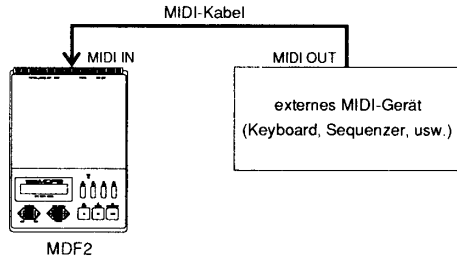 MIDI-Kabel
MIDI IN
MIDI OUT
externes MIDI-Gerät
(Keyboard, Sequenzer, usw.)
MDF2